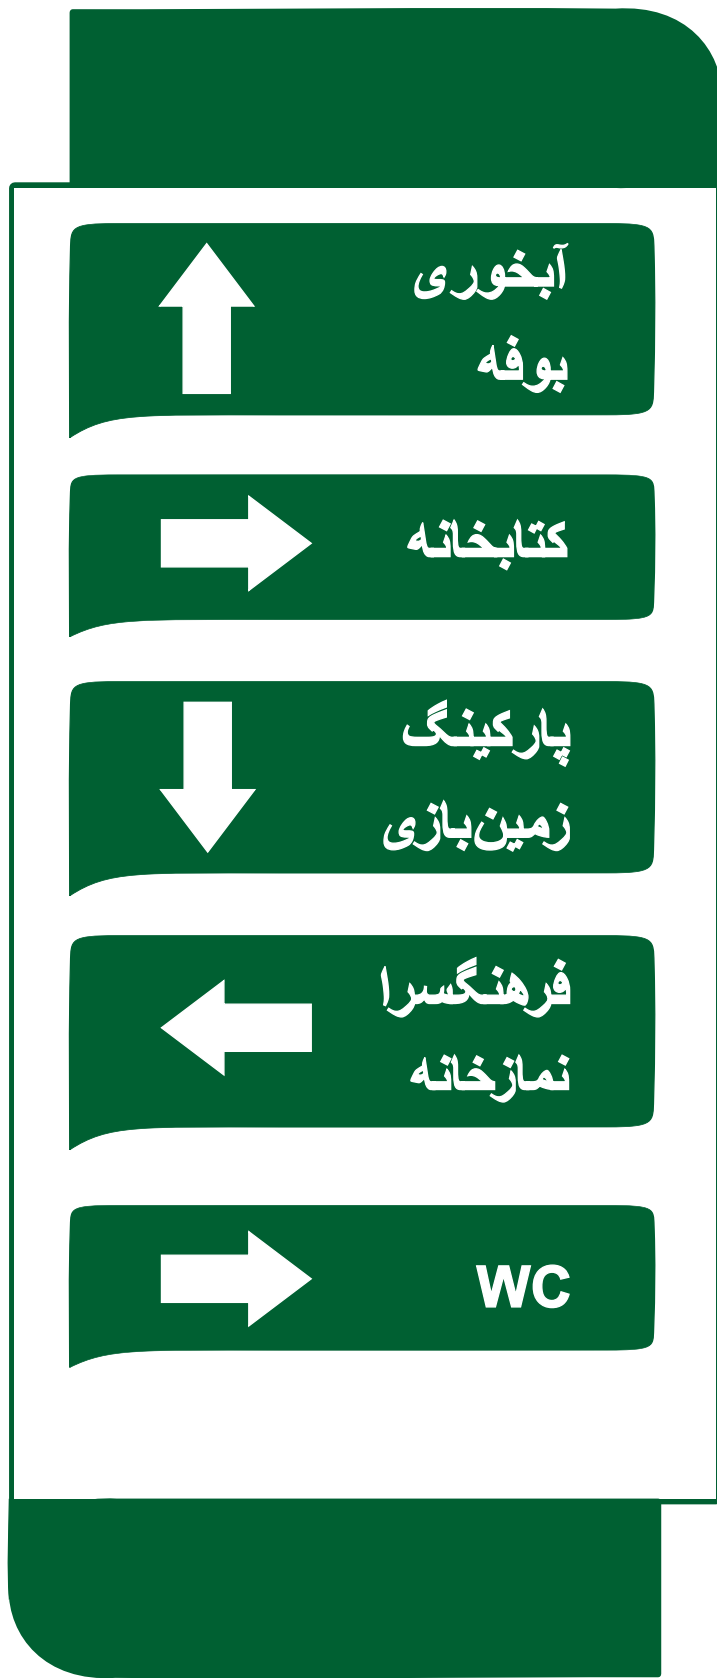 آبخوری
بوفه
کتابخانه
پارکینگ
زمین‌بازی
فرهنگسرا
نمازخانه
WC